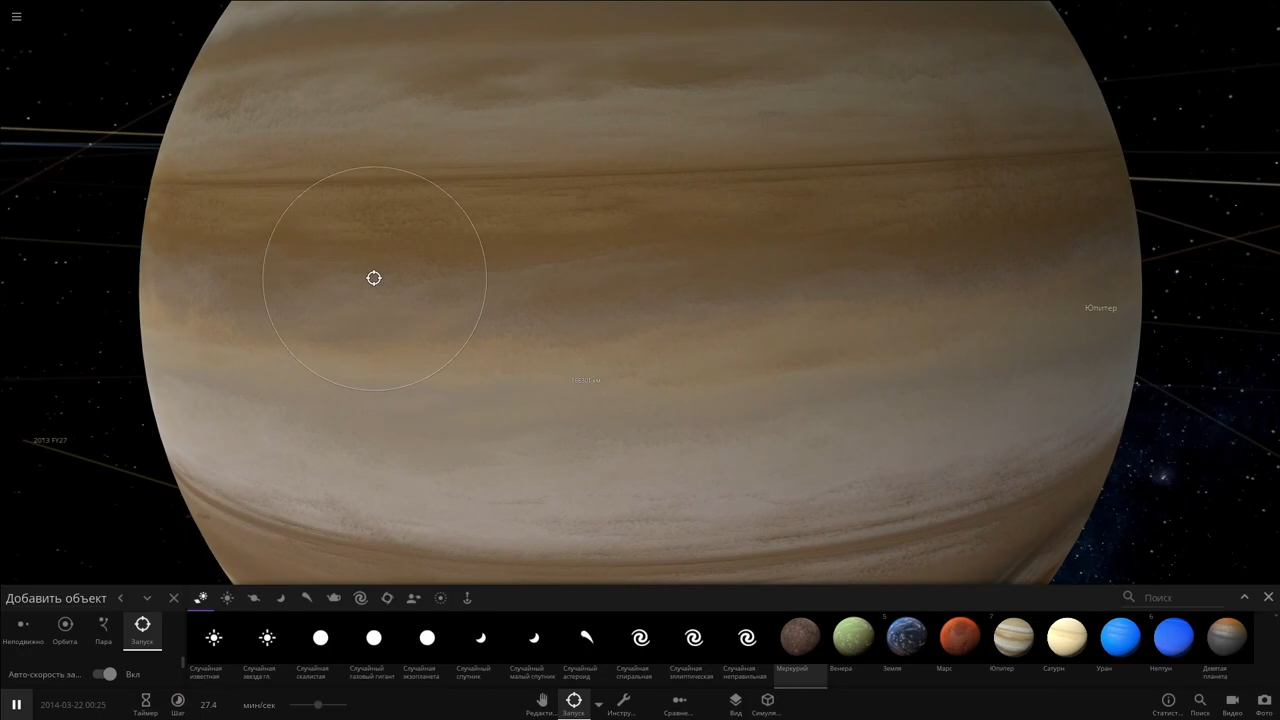 Юпитер
2013 FY27
Добавить объект
Поиск
Неподвижно
Орбита
Пара
Запуск
Авто-скорость за...
Вкл
Случайная известная
Случайная звезда гл.
Случайная скалистая
Случайный газовый гигант
Случайная экзопланета
Случайный спутник
Случайный малый спутник
Случайный астероид
Случайная спиральная
Случайная эллиптическая
Случайная неправильная
Меркурий
Венера
5
Земля
Марс
7
Юпитер
Сатурн
Уран
6
Нептун
Девятая планета
2014-03-22 00:25
Таймер
Шаг
27.4
мин/сек
Редакти...
Запуск
Инстру...
Сравне...
Вид
Симуля...
Статист...
Поиск
Видео
Фото